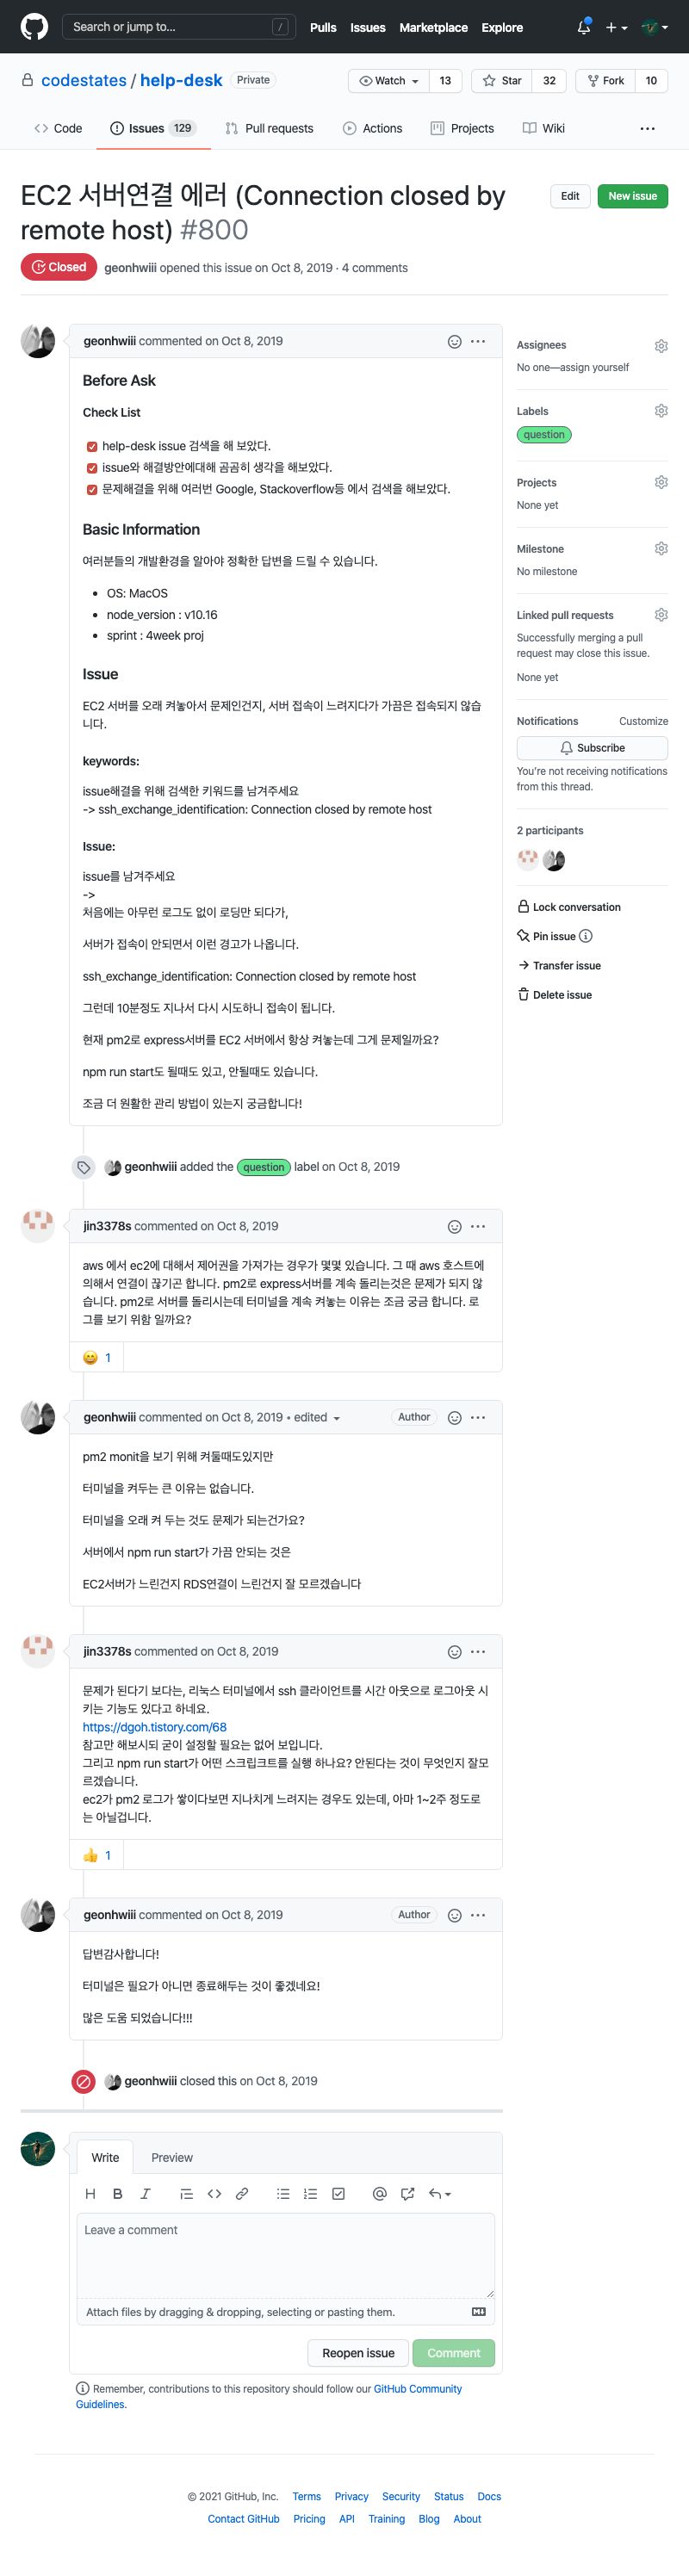 Search or jump to... /
Pulls Issues Marketplace Explore
codestates / help-desk Private
Watch 13 Star 32 Fork 10
Code Issues 129 Pull requests Actions Projects Wiki
EC2 서버연결 에러 (Connection closed by
remote host) #800
Edit New issue
Closed geonhwiii opened this issue on Oct 8, 2019 · 4 comments
geonhwiii commented on Oct 8, 2019
Before Ask
Check List
help-desk issue 검색을 해 보았다.
issue와 해결방안에대해 곰곰히 생각을 해보았다.
문제해결을 위해 여러번 Google, Stackoverflow등 에서 검색을 해보았다.
Basic Information
여러분들의 개발환경을 알아야 정확한 답변을 드릴 수 있습니다.
OS: MacOS
node_version : v10.16
sprint : 4week proj
Issue
EC2 서버를 오래 켜놓아서 문제인건지, 서버 접속이 느려지다가 가끔은 접속되지 않습
니다.
keywords:
issue해결을 위해 검색한 키워드를 남겨주세요
-> ssh_exchange_identification: Connection closed by remote host
Issue:
issue를 남겨주세요
->
처음에는 아무런 로그도 없이 로딩만 되다가,
서버가 접속이 안되면서 이런 경고가 나옵니다.
ssh_exchange_identification: Connection closed by remote host
그런데 10분정도 지나서 다시 시도하니 접속이 됩니다.
현재 pm2로 express서버를 EC2 서버에서 항상 켜놓는데 그게 문제일까요?
npm run start도 될때도 있고, 안될때도 있습니다.
조금 더 원활한 관리 방법이 있는지 궁금합니다!
Assignees
No one—assign yourself
Labels
question
Projects
None yet
Milestone
No milestone
Linked pull requests
Successfully merging a pull
request may close this issue.
None yet
Notifications Customize
Subscribe
You're not receiving notifications
from this thread.
2 participants
Lock conversation
Pin issue
Transfer issue
Delete issue
geonhwiii added the question label on Oct 8, 2019
jin3378s commented on Oct 8, 2019
aws 에서 ec2에 대해서 제어권을 가져가는 경우가 몇몇 있습니다. 그 때 aws 호스트에
의해서 연결이 끊기곤 합니다. pm2로 express서버를 계속 돌리는것은 문제가 되지 않
습니다. pm2로 서버를 돌리시는데 터미널을 계속 켜놓는 이유는 조금 궁금 합니다. 로
그를 보기 위함 일까요?
😄 1
geonhwiii commented on Oct 8, 2019 • edited Author
pm2 monit을 보기 위해 켜둘때도있지만
터미널을 켜두는 큰 이유는 없습니다.
터미널을 오래 켜 두는 것도 문제가 되는건가요?
서버에서 npm run start가 가끔 안되는 것은
EC2서버가 느린건지 RDS연결이 느린건지 잘 모르겠습니다
jin3378s commented on Oct 8, 2019
문제가 된다기 보다는, 리눅스 터미널에서 ssh 클라이언트를 시간 아웃으로 로그아웃 시
키는 기능도 있다고 하네요.
https://dgoh.tistory.com/68
참고만 해보시되 굳이 설정할 필요는 없어 보입니다.
그리고 npm run start가 어떤 스크립크트를 실행 하나요? 안된다는 것이 무엇인지 잘모
르겠습니다.
ec2가 pm2 로그가 쌓이다보면 지나치게 느려지는 경우도 있는데, 아마 1~2주 정도로
는 아닐겁니다.
👍 1
geonhwiii commented on Oct 8, 2019 Author
답변감사합니다!
터미널은 필요가 아니면 종료해두는 것이 좋겠네요!
많은 도움 되었습니다!!!
geonhwiii closed this on Oct 8, 2019
Write Preview
Leave a comment
Attach files by dragging & dropping, selecting or pasting them.
Reopen issue Comment
Remember, contributions to this repository should follow our GitHub Community
Guidelines.
© 2021 GitHub, Inc. Terms Privacy Security Status Docs
Contact GitHub Pricing API Training Blog About